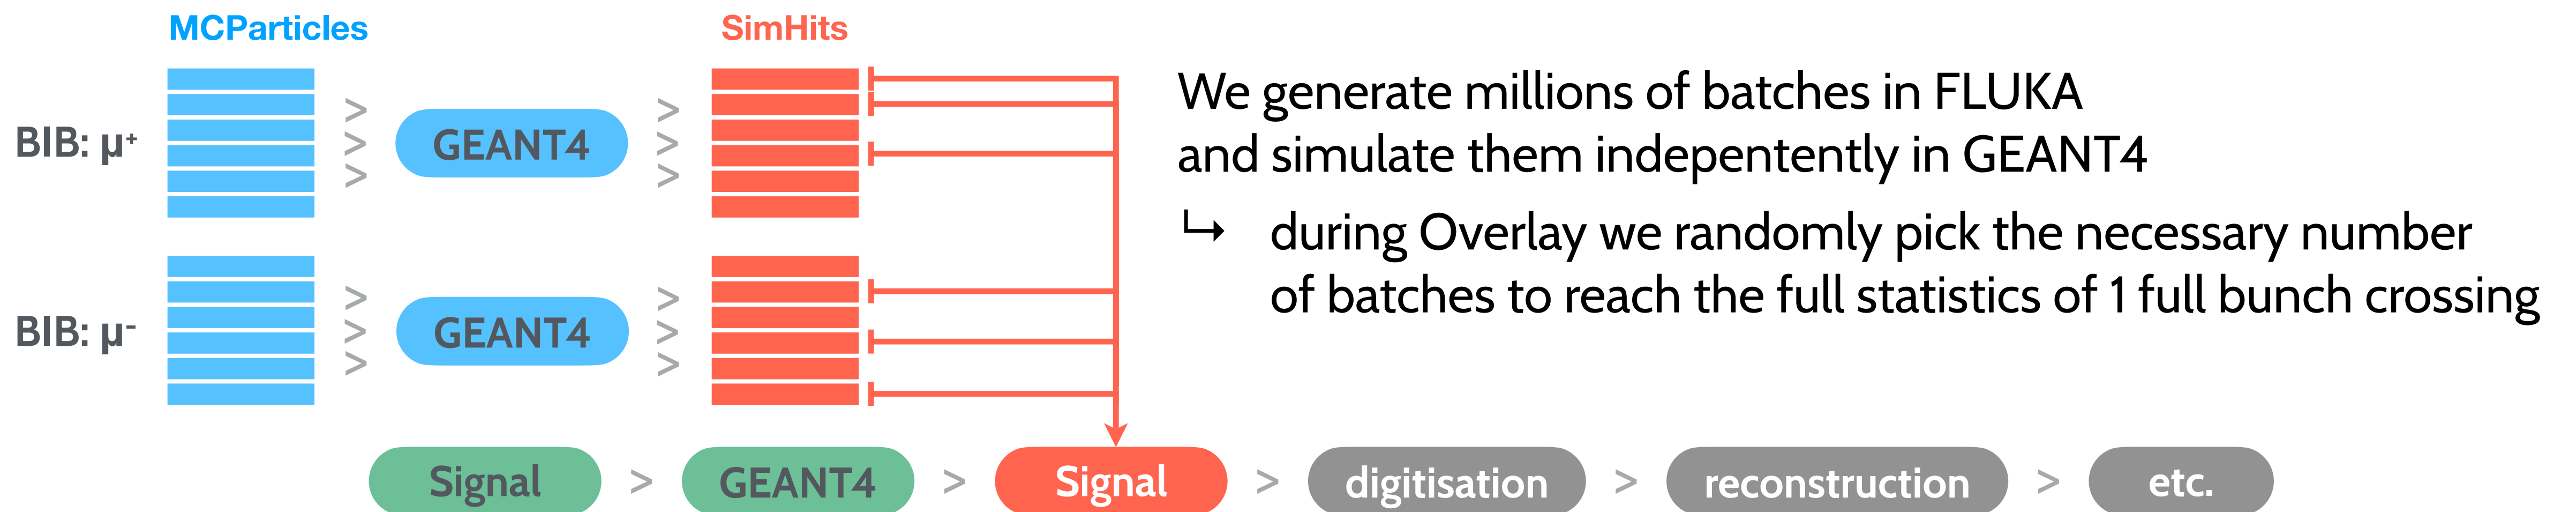 MCParticles
SimHits
BIB: μ⁺
> > >
GEANT4
> > >
We generate millions of batches in FLUKA
and simulate them indepentently in GEANT4
↳ during Overlay we randomly pick the necessary number
of batches to reach the full statistics of 1 full bunch crossing
BIB: μ⁻
> > >
GEANT4
> > >
Signal > GEANT4 > Signal > digitisation > reconstruction > etc.